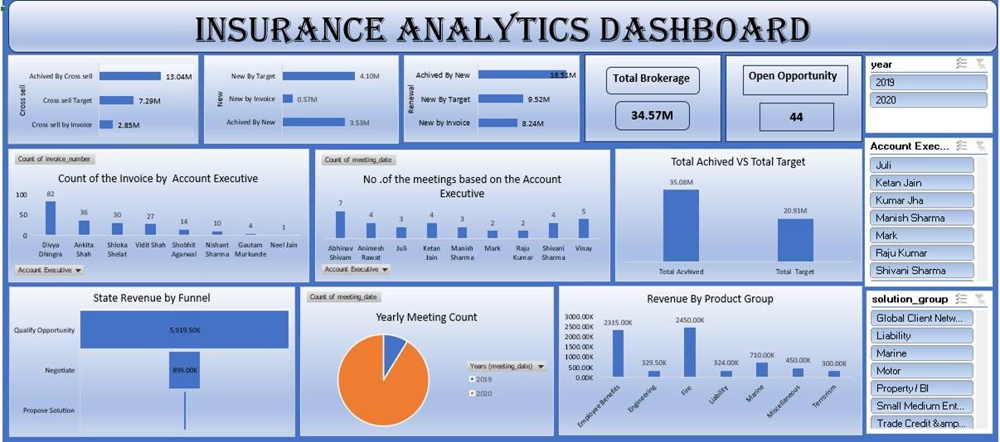 INSURANCE ANALYTICS DASHBOARD
Cross sell
Achived By Cross sell 13.04M
Cross sell Target 7.29M
Cross sell by Invoice 2.85M
New
New By Target 4.10M
New by Invoice 0.57M
Achived By New 3.53M
Renewal
Achived By New 18.51M
New By Target 9.52M
New by Invoice 8.24M
Total Brokerage
34.57M
Open Opportunity
44
year
2019
2020
Count of invoice_number
Count of the Invoice by Account Executive
100
50
0
82 36 30 27 14 10 4 1
Divya Ankita Shloka Vidit Shah Shobhit Nishant Gautam Neel Jain
Dhingra Shah Shelat Agarwal Sharma Murkunde
Account Executive
Count of meeting_date
No .of the meetings based on the Account
Executive
7 4 3 4 3 2 2 4 5
Abhinav Animesh Juli Ketan Manish Mark Raju Shivani Vinay
Shivam Rawat Jain Sharma Kumar Sharma
Account Executive
Total Achived VS Total Target
35.08M
20.91M
Total Acvhived Total Target
Account Exec...
Juli
Ketan Jain
Kumar Jha
Manish Sharma
Mark
Raju Kumar
Shivani Sharma
State Revenue by Funnel
Qualify Opportunity 5,919.50K
Negotiate 899.00K
Propose Solution
Count of meeting_date
Yearly Meeting Count
Years (meeting_date)
2019
2020
Revenue By Product Group
3000.00K
2500.00K
2000.00K
1500.00K
1000.00K
500.00K
0.00K
2315.00K 329.50K 2450.00K 324.00K 710.00K 450.00K 300.00K
Employee Benefits Engineering Fire Liability Marine Miscellaneous Terrorism
solution_group
Global Client Netw...
Liability
Marine
Motor
Property / BI
Small Medium Ent...
Trade Credit &amp...